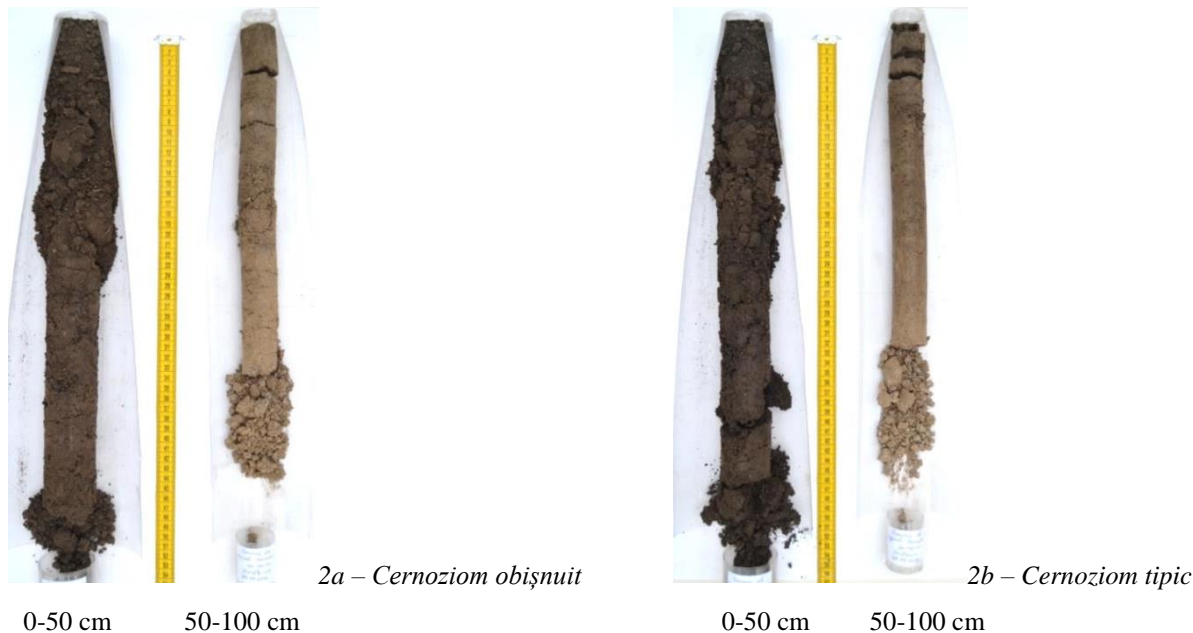 2a – Cernoziom obișnuit
2b – Cernoziom tipic
0-50 cm 50-100 cm 0-50 cm 50-100 cm